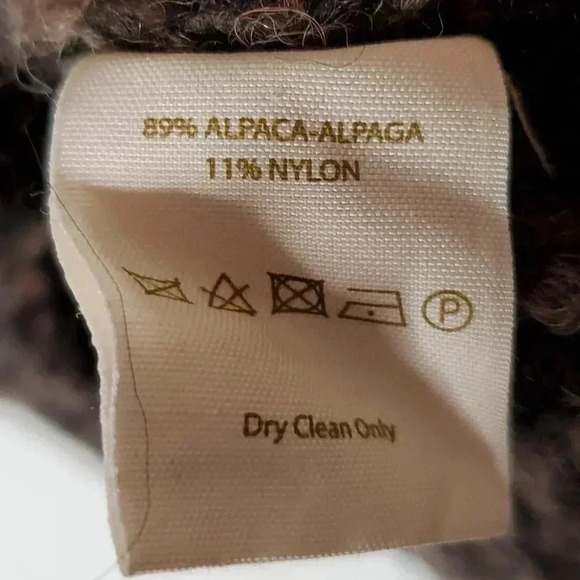 89% ALPACA-ALPAGA
11% NYLON
P
Dry Clean Only